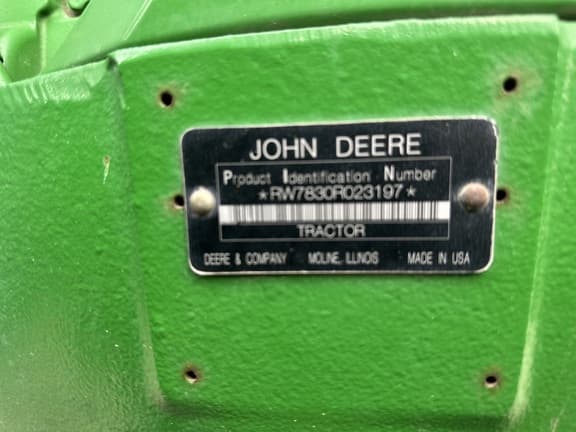 JOHN DEERE
Product Identification Number
*RW7830R023197*
TRACTOR
DEERE & COMPANY MOLINE, ILLINOIS MADE IN USA